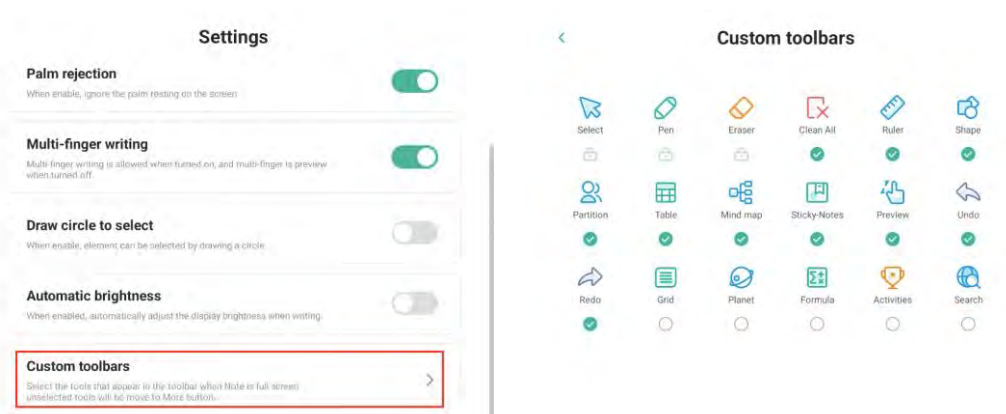 Settings
Palm rejection
When enable, ignore the palm resting on the screen
Multi-finger writing
Multi-finger writing is allowed when turned on, and multi-finger is preview
when turned off.
Draw circle to select
When enable, element can be selected by drawing a circle.
Automatic brightness
When enabled, automatically adjust the display brightness when writing.
Custom toolbars
Select the tools that appear in the toolbar when Note is full screen
unselected tools will be move to More button.
Custom toolbars
Select Pen Eraser Clean All Ruler Shape
Partition Table Mind map Sticky-Notes Preview Undo
Redo Grid Planet Formula Activities Search